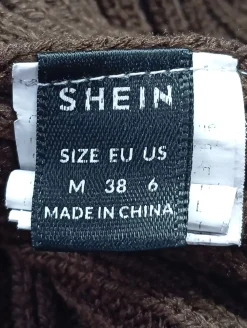 SHEIN
SIZE EU US
M 38 6
MADE IN CHINA